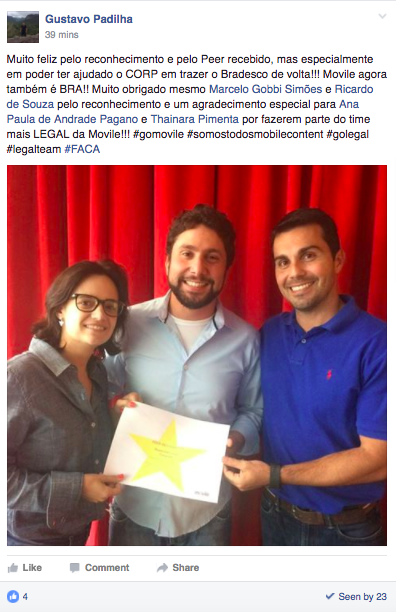 Gustavo Padilha
39 mins
Muito feliz pelo reconhecimento e pelo Peer recebido, mas especialmente
em poder ter ajudado o CORP em trazer o Bradesco de volta!!! Movile agora
também é BRA!! Muito obrigado mesmo Marcelo Gobbi Simões e Ricardo
de Souza pelo reconhecimento e um agradecimento especial para Ana
Paula de Andrade Pagano e Thainara Pimenta por fazerem parte do time
mais LEGAL da Movile!!! #gomovile #somostodosmobilecontent #golegal
#legalteam #FACA
Like Comment Share
4 Seen by 23